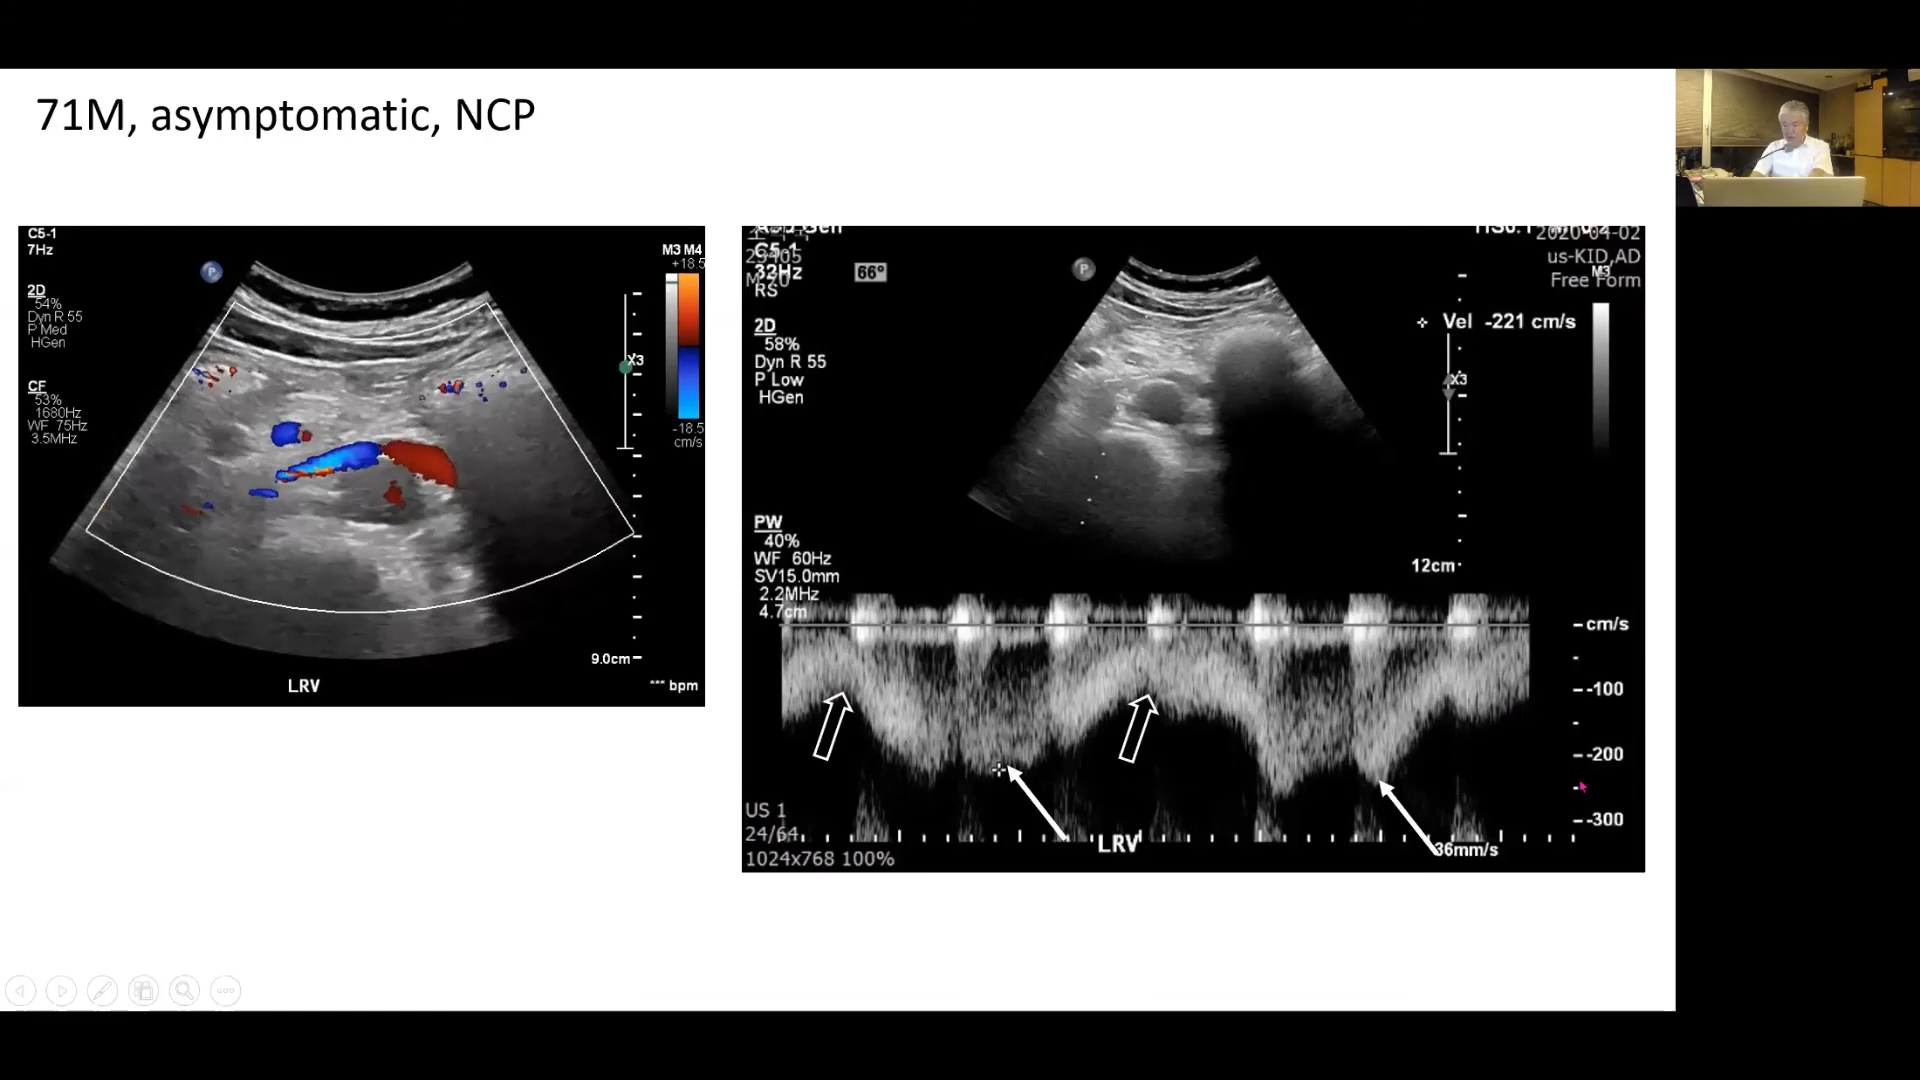 71M, asymptomatic, NCP
C5-1
7Hz
P
M3 M4
+18.5
2D
54%
Dyn R 55
P Med
HGen
X3
CF
53%
1680Hz
WF 75Hz
3.5MHz
-18.5
cm/s
9.0cm
LRV
*** bpm
C5-1
32Hz
RS
66°
P
2020-04-02
us-KID,AD
Free Form
M3
Vel -221 cm/s
2D
58%
Dyn R 55
P Low
HGen
X3
PW
40%
WF 60Hz
SV15.0mm
2.2MHz
4.7cm
12cm
cm/s
-100
-200
-300
US 1
24/64
1024x768 100%
LRV
36mm/s